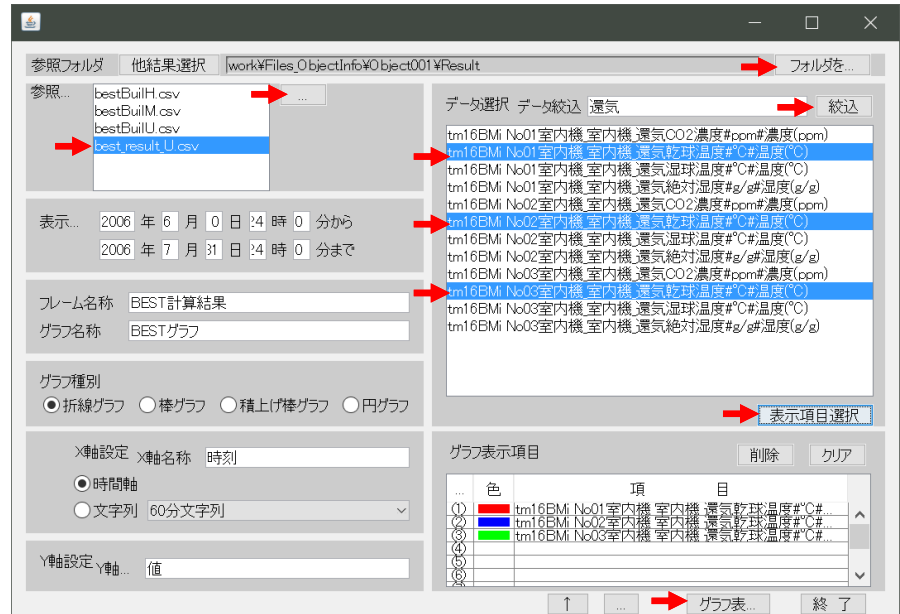 参照フォルダ 他結果選択 work¥Files_ObjectInfo¥Object001¥Result フォルダを...
参照... ...
bestBuilH.csv
bestBuilM.csv
bestBuilU.csv
best_result_U.csv
表示... 2006 年 6 月 0 日 24 時 0 分から
2006 年 7 月 31 日 24 時 0 分まで
フレーム名称 BEST計算結果
グラフ名称 BESTグラフ
グラフ種別
折線グラフ 棒グラフ 積上げ棒グラフ 円グラフ
X軸設定 X軸名称 時刻
時間軸
文字列 60分文字列
Y軸設定 Y軸... 値
データ選択 データ絞込 還気 絞込
tm16BMi No01室内機_室内機_還気CO2濃度#ppm#濃度(ppm)
tm16BMi No01室内機_室内機_還気乾球温度#℃#温度(℃)
tm16BMi No01室内機_室内機_還気湿球温度#℃#温度(℃)
tm16BMi No01室内機_室内機_還気絶対湿度#g/g#湿度(g/g)
tm16BMi No02室内機_室内機_還気CO2濃度#ppm#濃度(ppm)
tm16BMi No02室内機_室内機_還気乾球温度#℃#温度(℃)
tm16BMi No02室内機_室内機_還気湿球温度#℃#温度(℃)
tm16BMi No02室内機_室内機_還気絶対湿度#g/g#湿度(g/g)
tm16BMi No03室内機_室内機_還気CO2濃度#ppm#濃度(ppm)
tm16BMi No03室内機_室内機_還気乾球温度#℃#温度(℃)
tm16BMi No03室内機_室内機_還気湿球温度#℃#温度(℃)
tm16BMi No03室内機_室内機_還気絶対湿度#g/g#湿度(g/g)
表示項目選択
グラフ表示項目 削除 クリア
... 色 項 目
① tm16BMi No01室内機_室内機_還気乾球温度#℃#...
② tm16BMi No02室内機_室内機_還気乾球温度#℃#...
③ tm16BMi No03室内機_室内機_還気乾球温度#℃#...
④
⑤
⑥
↑ ... グラフ表... 終 了